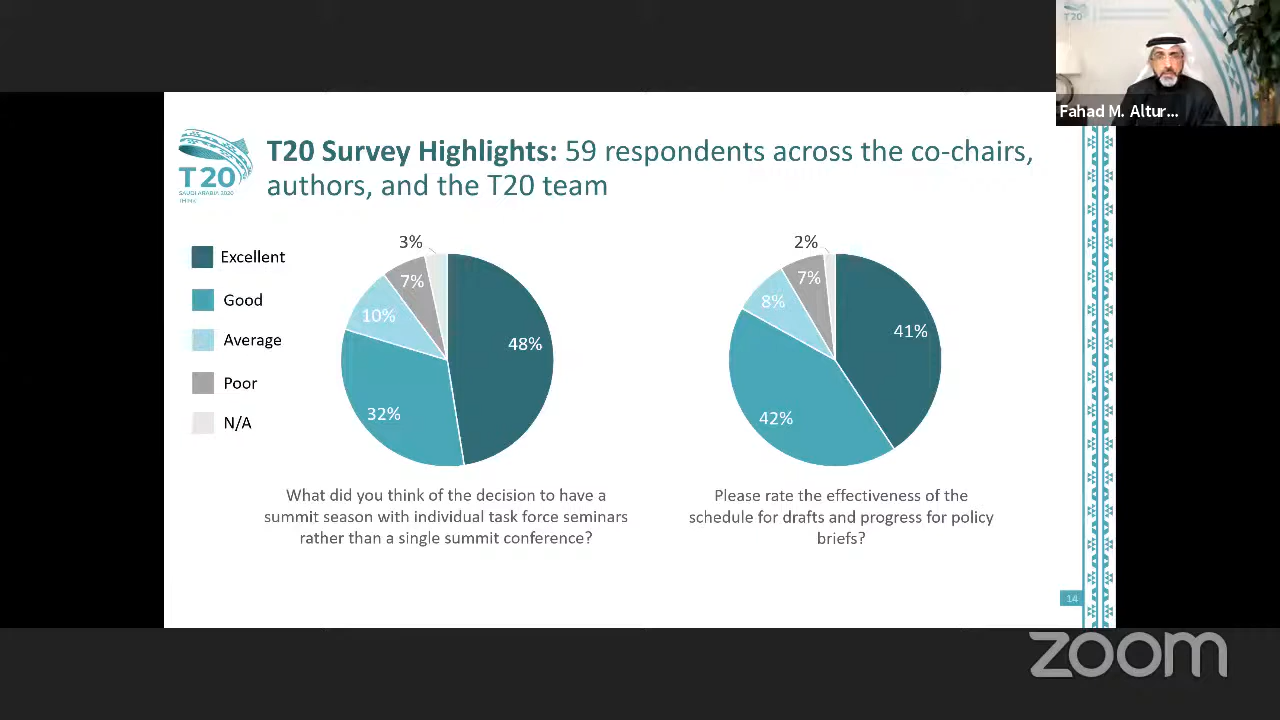 T20
Fahad M. Altur...
T20 Survey Highlights: 59 respondents across the co-chairs,
authors, and the T20 team
T20
SAUDI ARABIA 2020
THINK
Excellent
Good
Average
Poor
N/A
3%
7%
10%
48%
32%
2%
7%
8%
41%
42%
What did you think of the decision to have a
summit season with individual task force seminars
rather than a single summit conference?
Please rate the effectiveness of the
schedule for drafts and progress for policy
briefs?
14
zoom